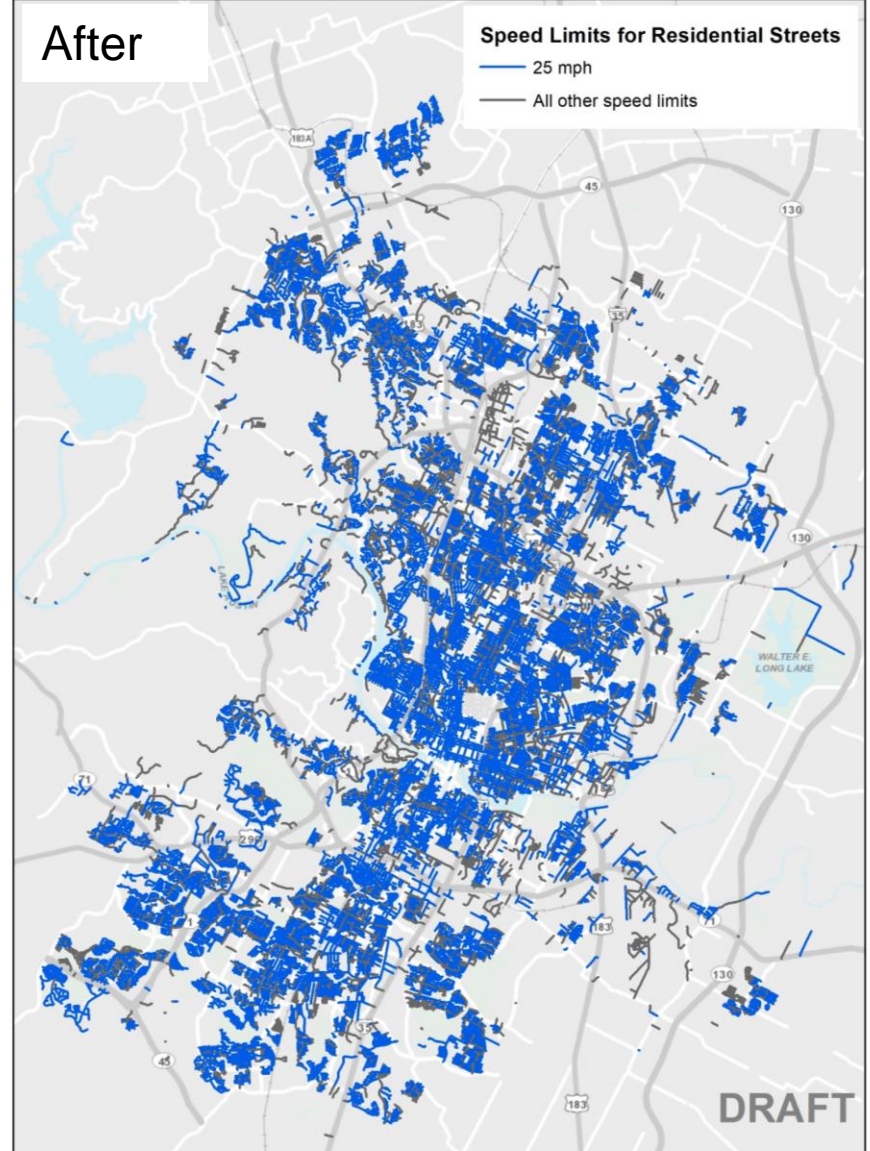 After
Speed Limits for Residential Streets
25 mph
All other speed limits
183A
45
130
35
183
130
WALTER E.
LONG LAKE
71
290
1
183
71
130
35
45
183
DRAFT